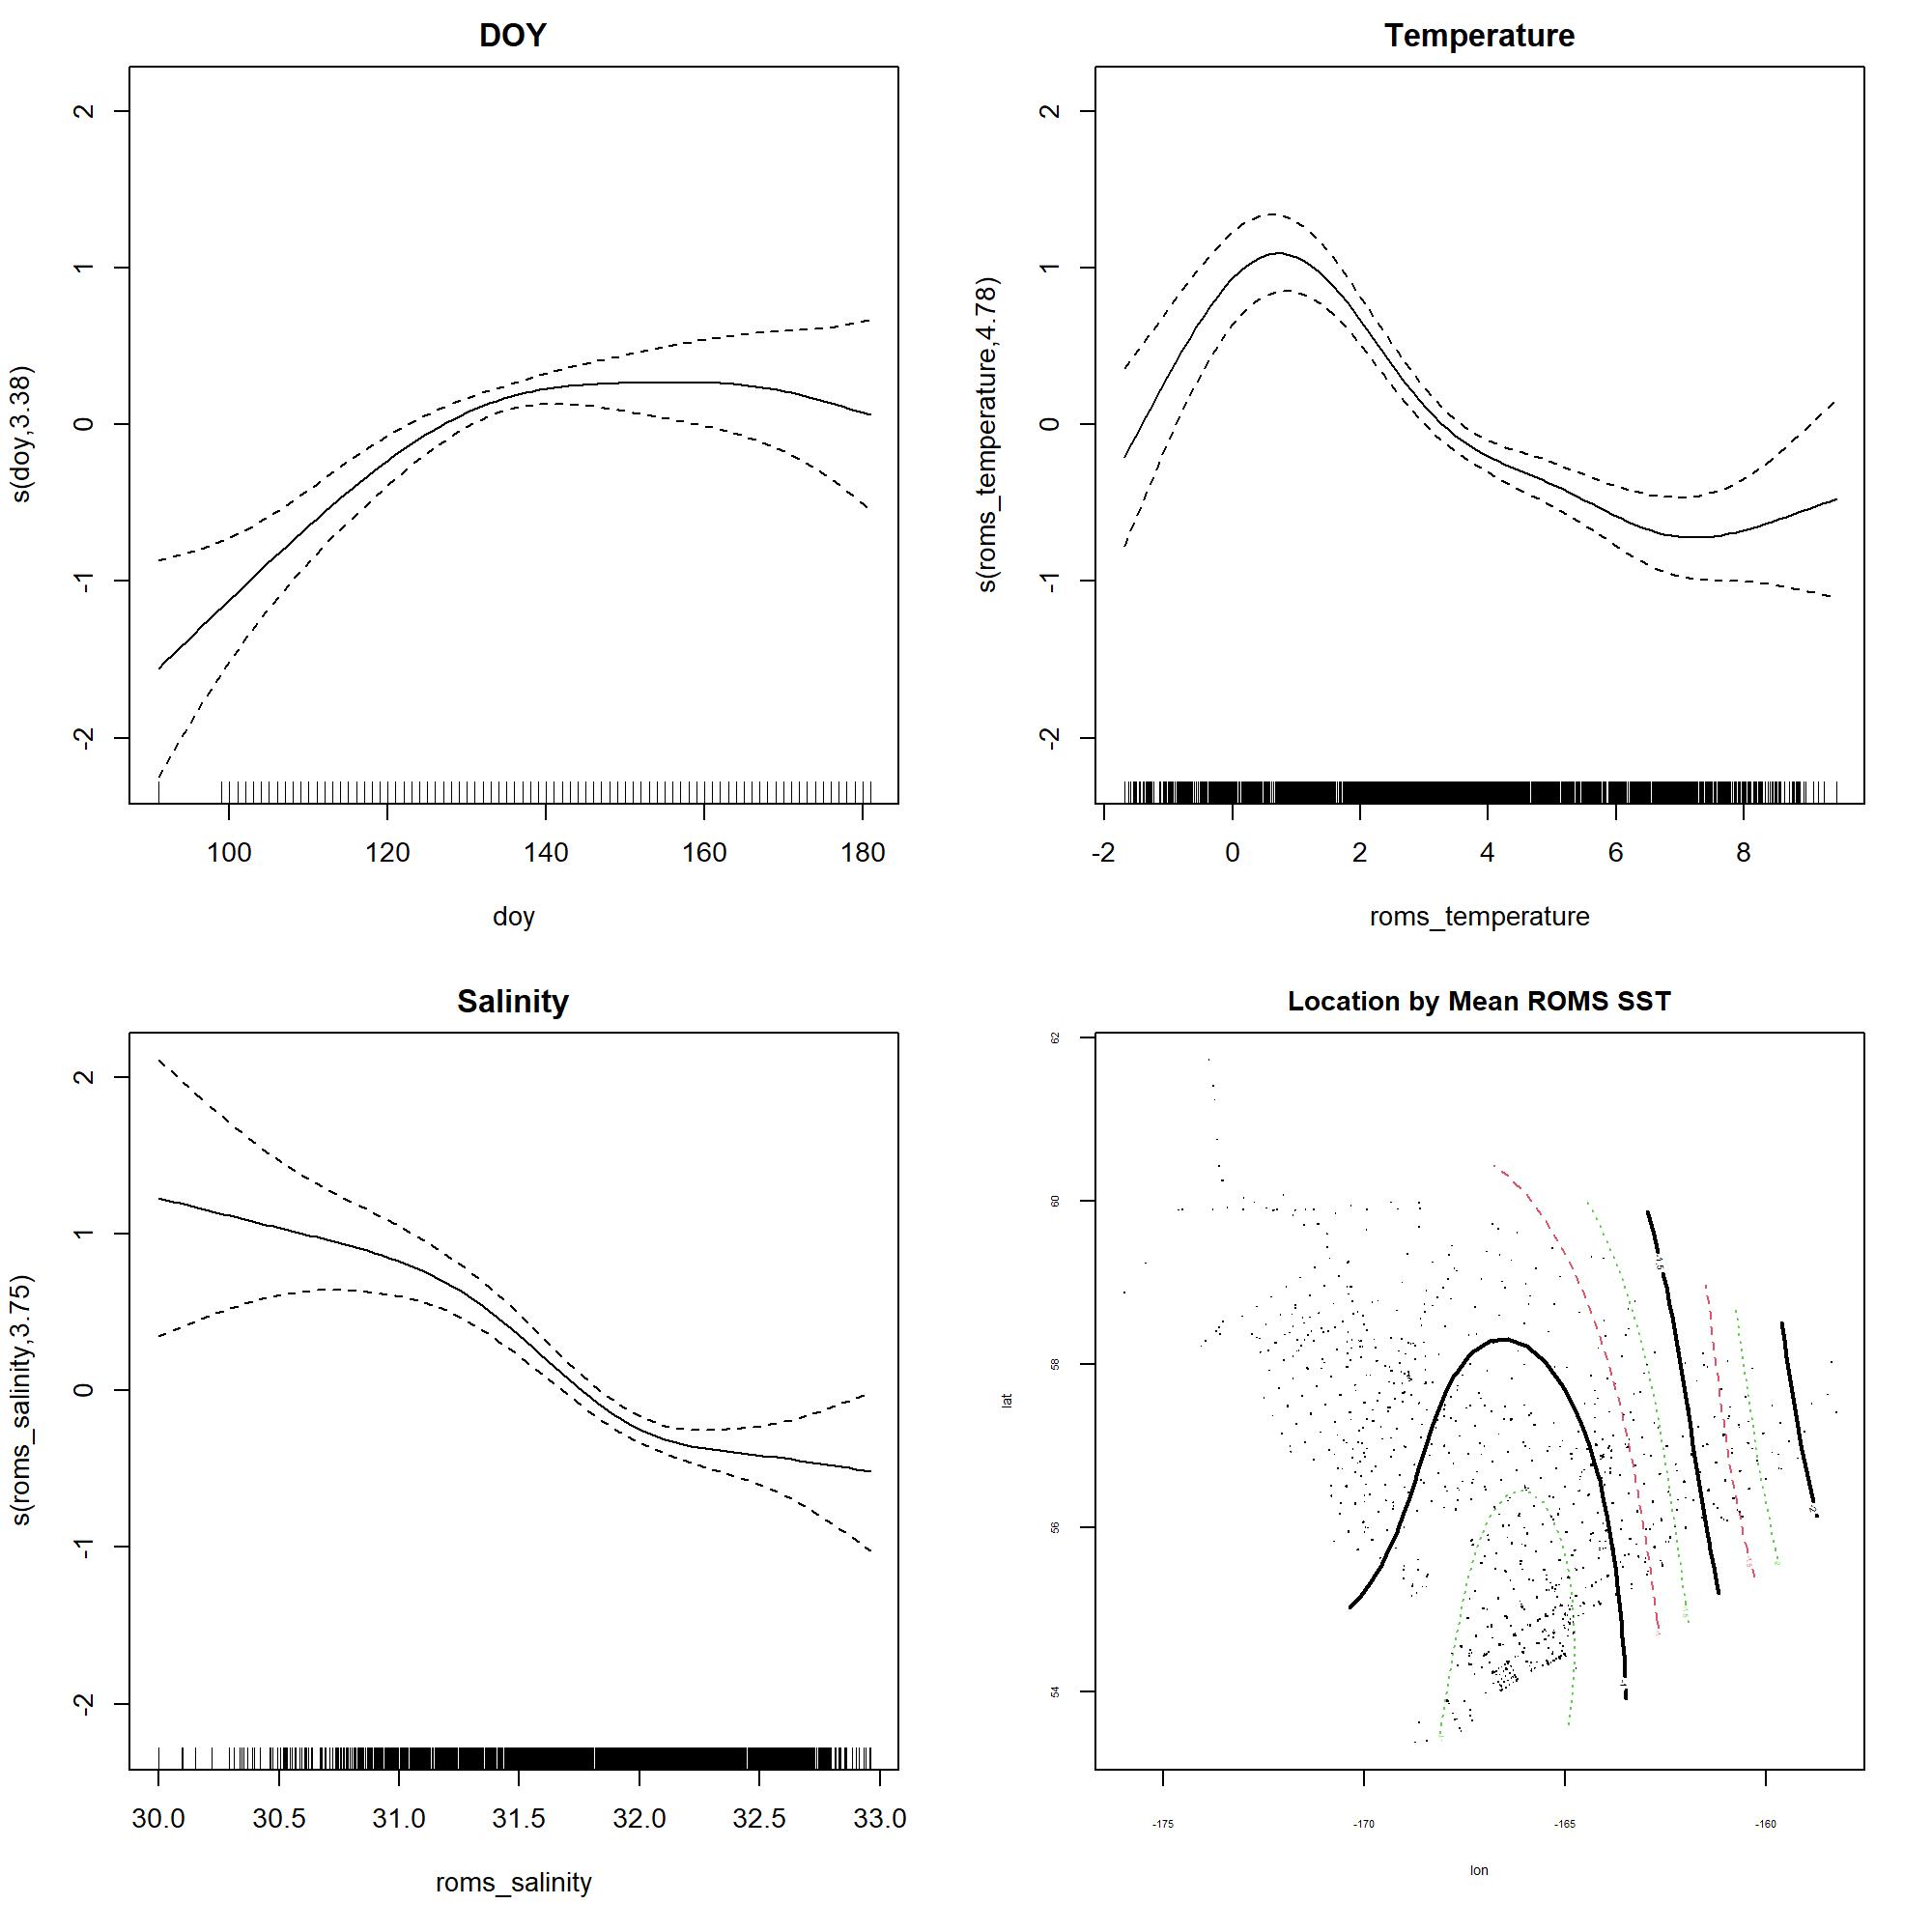 DOY
s(doy,3.38)
2
1
0
-1
-2
100 120 140 160 180
doy
Temperature
s(roms_temperature,4.78)
2
1
0
-1
-2
-2 0 2 4 6 8
roms_temperature
Salinity
s(roms_salinity,3.75)
2
1
0
-1
-2
30.0 30.5 31.0 31.5 32.0 32.5 33.0
roms_salinity
Location by Mean ROMS SST
lat
62
60
58
56
54
-1
-2
-175 -170 -165 -160
lon